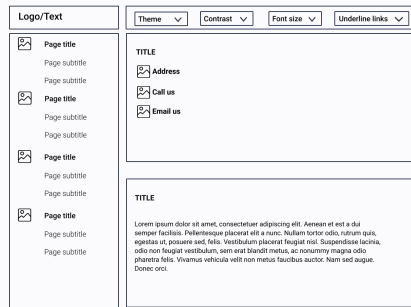 Logo/Text
Theme
Contrast
Font size
Underline links
Page title
Page subtitle
Page subtitle
Page title
Page subtitle
Page subtitle
Page title
Page subtitle
Page subtitle
Page title
Page subtitle
Page subtitle
TITLE
Address
Call us
Email us
TITLE
Lorem ipsum dolor sit amet, consectetuer adipiscing elit. Aenean et est a dui
semper facilisis. Pellentesque placerat elit a nunc. Nullam tortor odio, rutrum quis,
egestas ut, posuere sed, felis. Vestibulum placerat feugiat nisl. Suspendisse lacinia,
odio non feugiat vestibulum, sem erat blandit metus, ac nonummy magna odio
pharetra felis. Vivamus vehicula velit non metus faucibus auctor. Nam sed augue.
Donec orci.